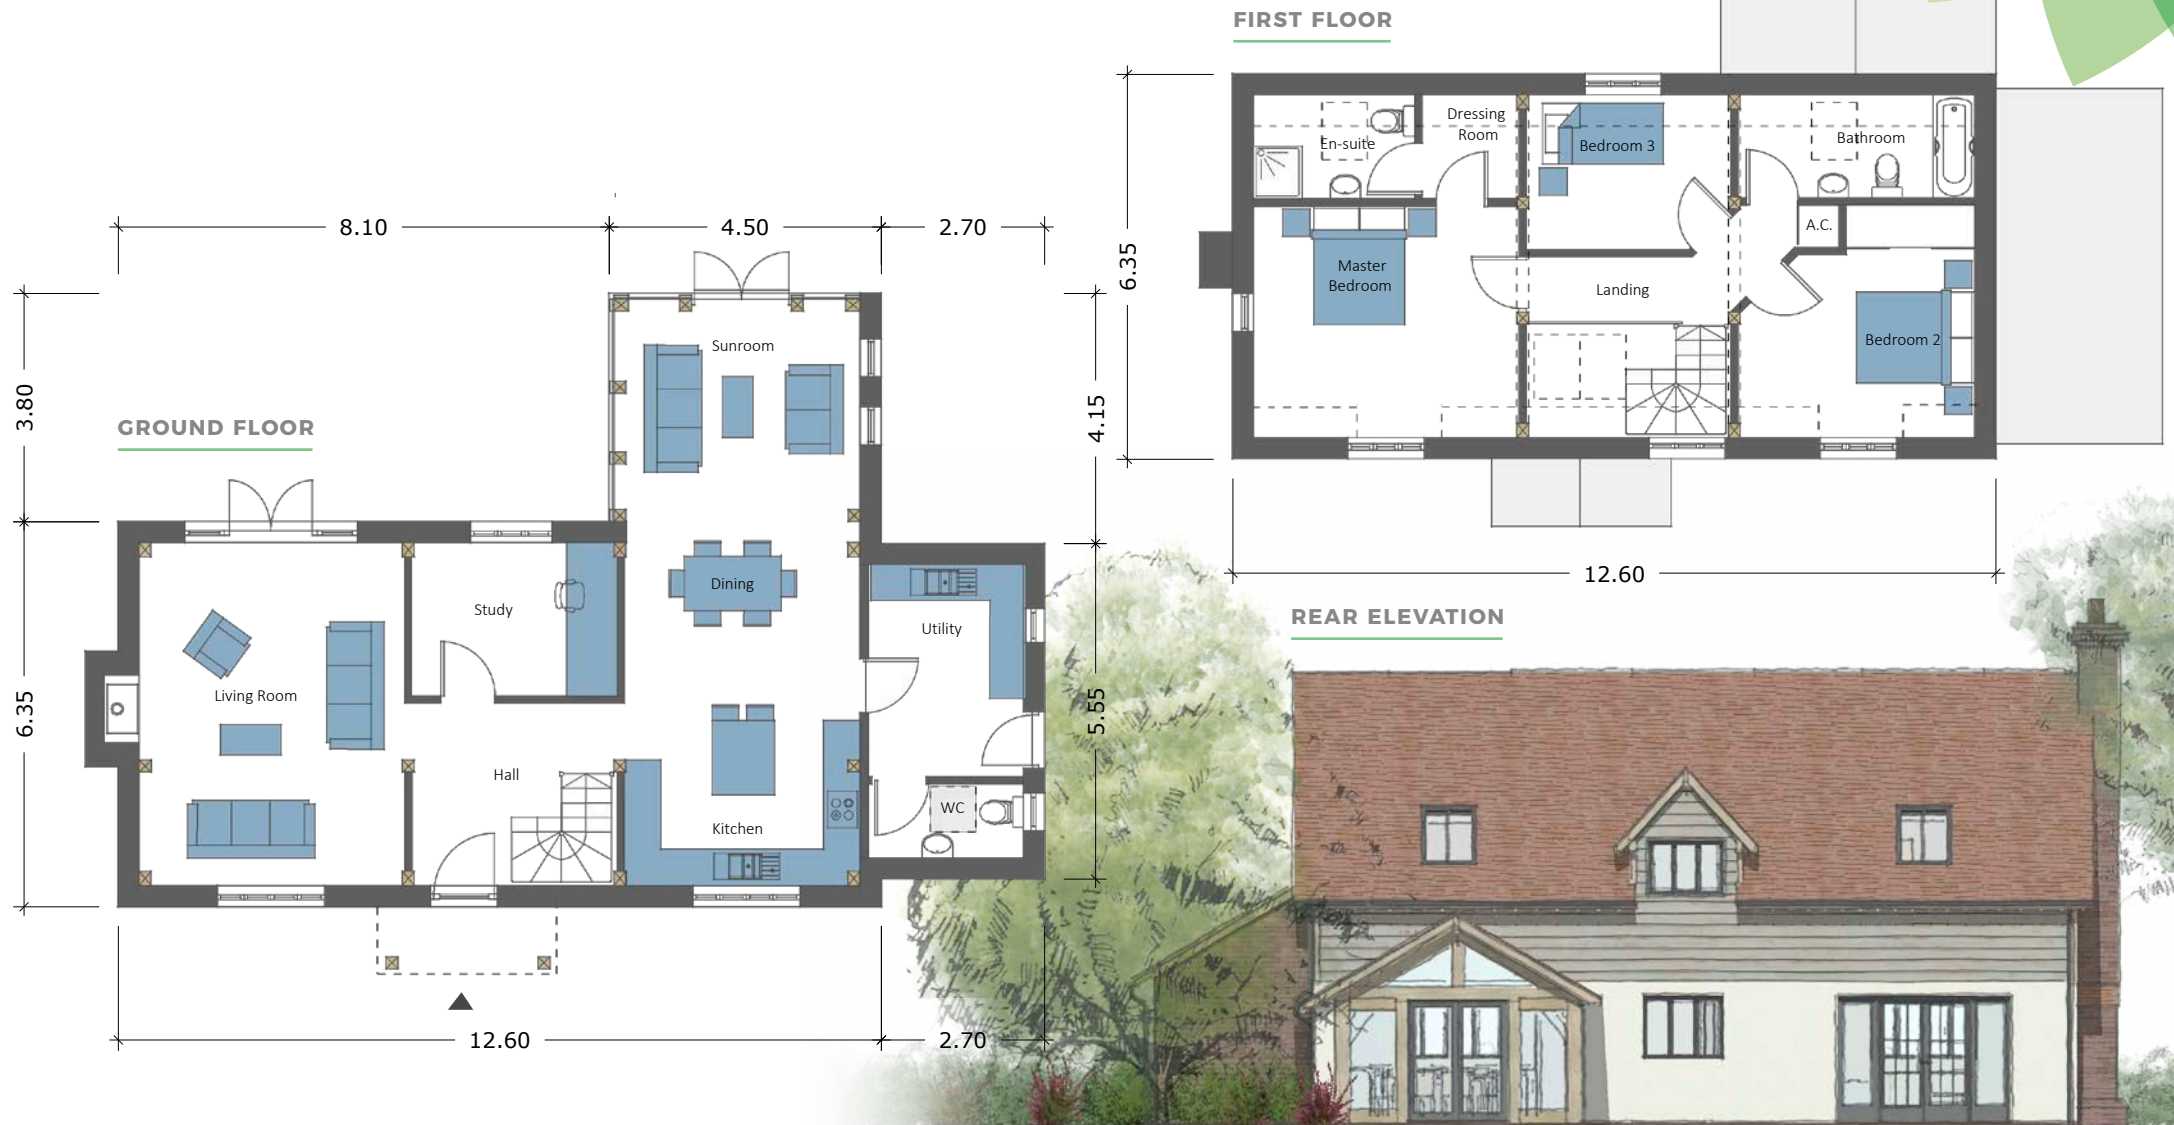 FIRST FLOOR
En-suite
Dressing
Room
Bedroom 3
Bathroom
A.C.
Master
Bedroom
Landing
Bedroom 2
6.35
12.60
8.10
4.50
2.70
3.80
6.35
4.15
5.55
GROUND FLOOR
Sunroom
Dining
Study
Utility
Living Room
Hall
Kitchen
WC
12.60
2.70
REAR ELEVATION